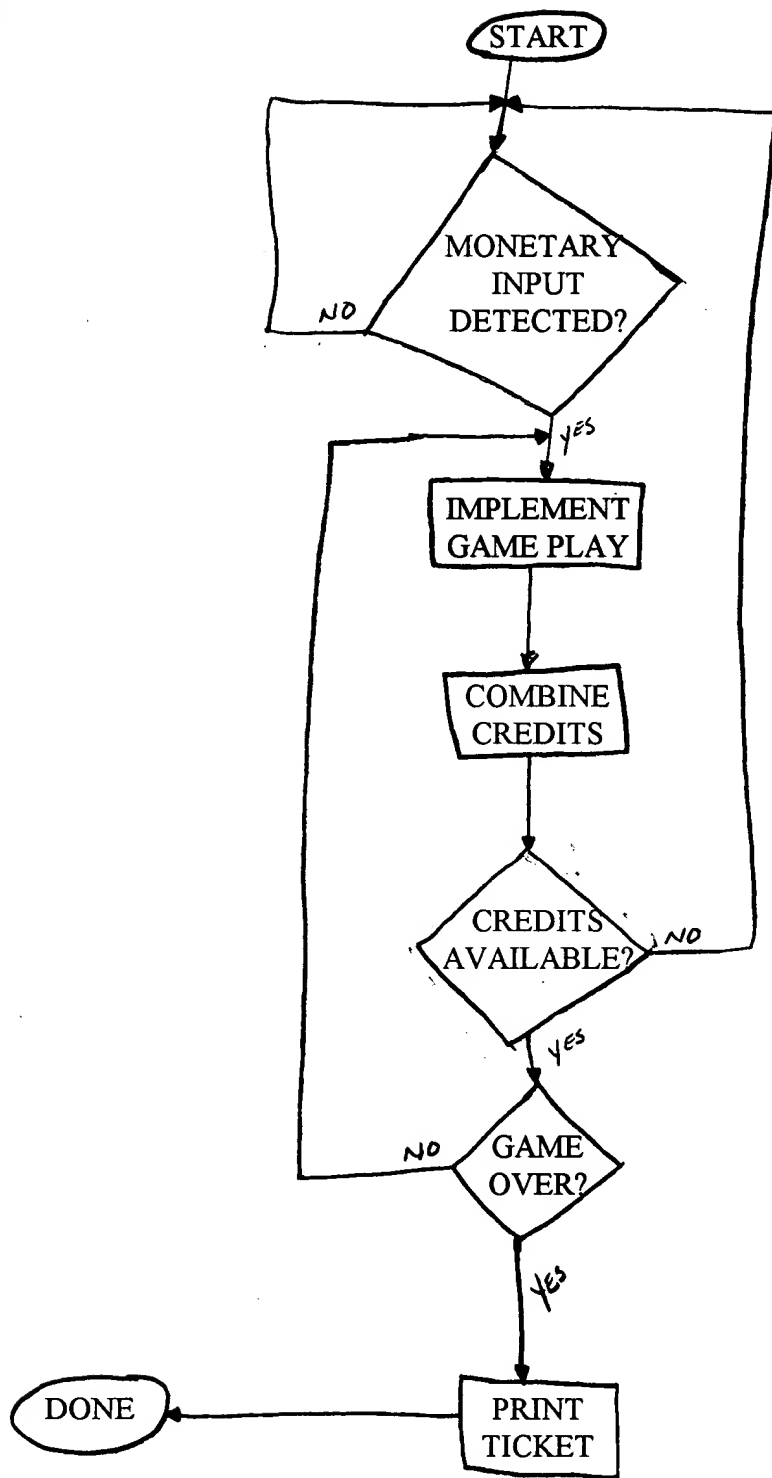 START
MONETARY
INPUT
DETECTED?
NO
YES
IMPLEMENT
GAME PLAY
COMBINE
CREDITS
CREDITS
AVAILABLE?
NO
YES
GAME
OVER?
NO
YES
PRINT
TICKET
DONE